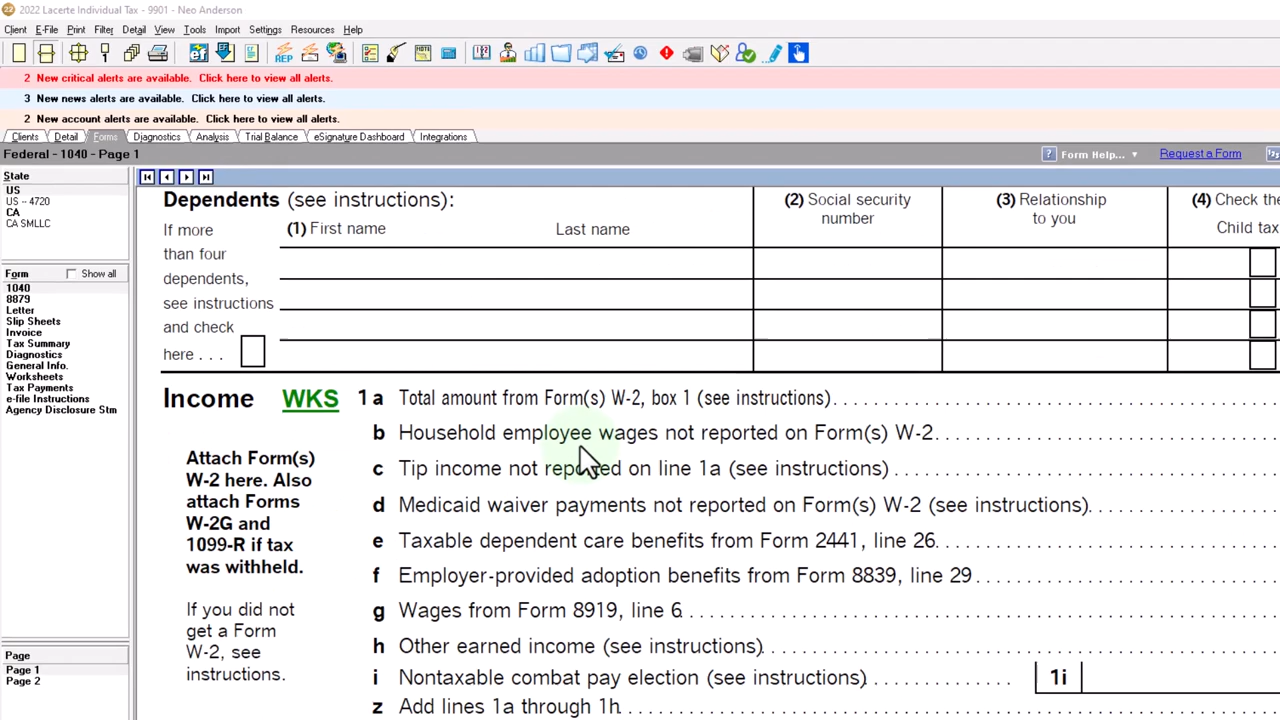 2022 Lacerte Individual Tax - 9901 - Neo Anderson
Client E-File Print Filter Detail View Tools Import Settings Resources Help
2 New critical alerts are available. Click here to view all alerts.
3 New news alerts are available. Click here to view all alerts.
2 New account alerts are available. Click here to view all alerts.
Clients Detail Forms Diagnostics Analysis Trial Balance eSignature Dashboard Integrations
Federal - 1040 - Page 1
Form Help...
Request a Form
State
US
US -- 4720
CA
CA SMLLC
Form
Show all
1040
8879
Letter
Slip Sheets
Invoice
Tax Summary
Diagnostics
General Info.
Worksheets
Tax Payments
e-file Instructions
Agency Disclosure Stm
Page
Page 1
Page 2
Dependents (see instructions):
(2) Social security
number
(3) Relationship
to you
(4) Check the
Child tax
If more
than four
dependents,
see instructions
and check
here . . .
(1) First name
Last name
Income WKS
Attach Form(s)
W-2 here. Also
attach Forms
W-2G and
1099-R if tax
was withheld.
If you did not
get a Form
W-2, see
instructions.
1 a Total amount from Form(s) W-2, box 1 (see instructions)
b Household employee wages not reported on Form(s) W-2
c Tip income not reported on line 1a (see instructions)
d Medicaid waiver payments not reported on Form(s) W-2 (see instructions)
e Taxable dependent care benefits from Form 2441, line 26
f Employer-provided adoption benefits from Form 8839, line 29
g Wages from Form 8919, line 6
h Other earned income (see instructions)
i Nontaxable combat pay election (see instructions) 1i
z Add lines 1a through 1h